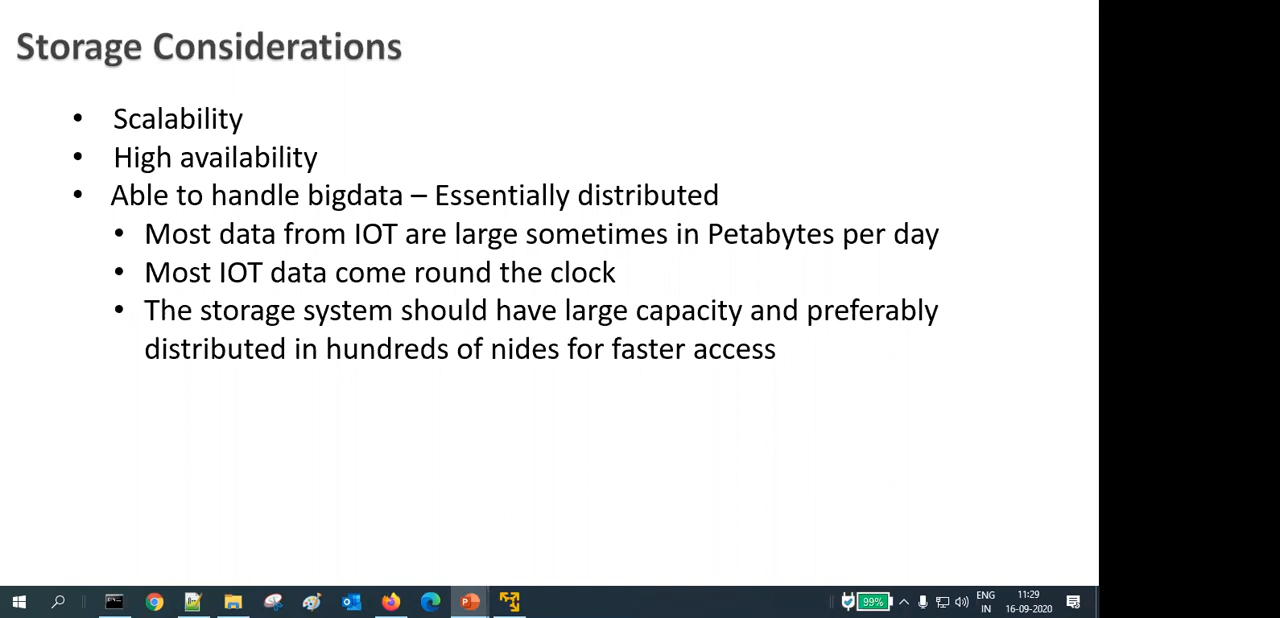 Storage Considerations
• Scalability
• High availability
• Able to handle bigdata – Essentially distributed
• Most data from IOT are large sometimes in Petabytes per day
• Most IOT data come round the clock
• The storage system should have large capacity and preferably
distributed in hundreds of nides for faster access
99%
ENG
IN
11:29
16-09-2020